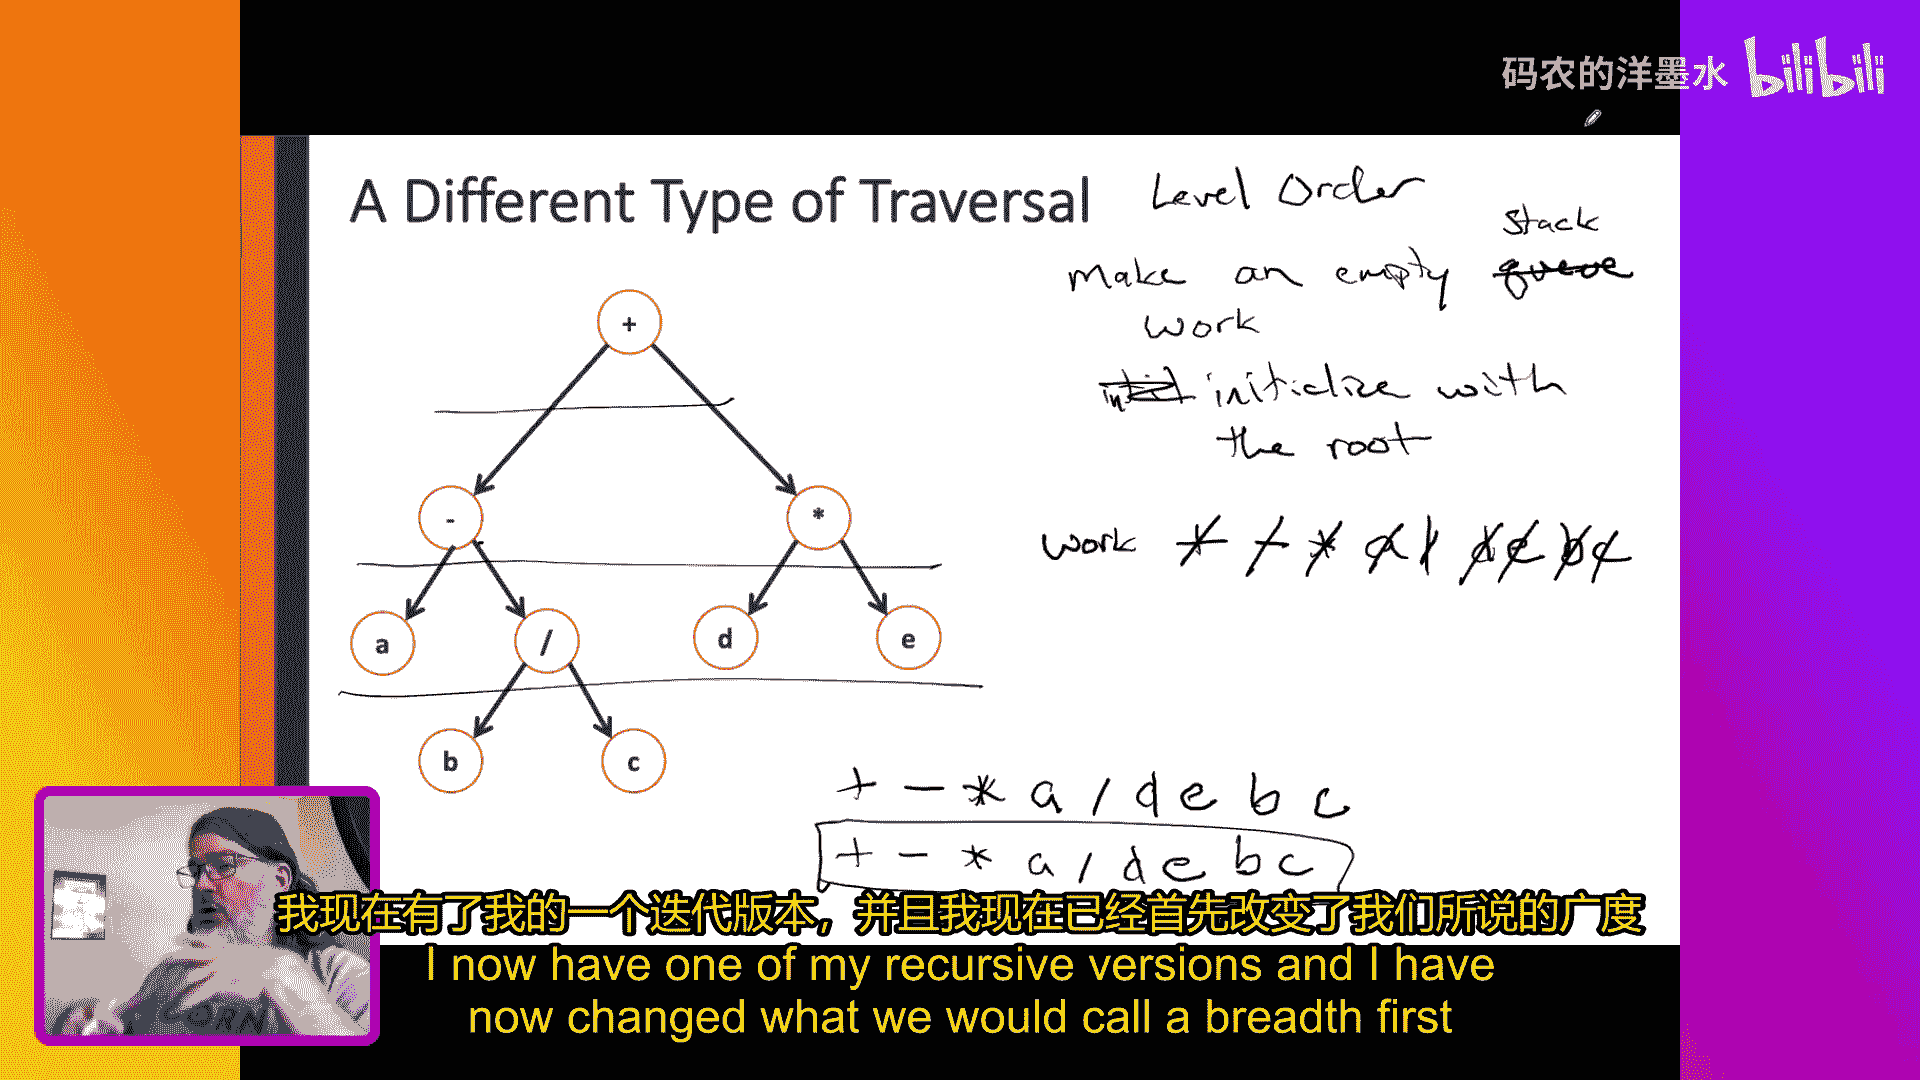 码农的洋墨水 bilibili
A Different Type of Traversal
Level Order
stack
make an empty queue
work
initialize with
the root
+
-
*
work + - * a / d e b c
a
/
d
e
b
c
+ - * a / d e b c
+ - * a / d e b c
CORN
我现在有了我的一个迭代版本，并且我现在已经首先改变了我们所说的广度
I now have one of my recursive versions and I have
now changed what we would call a breadth first